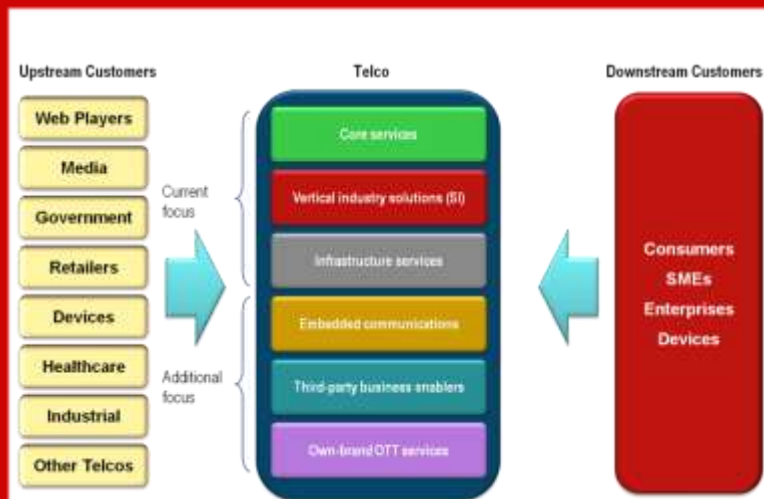 Upstream Customers
Telco
Downstream Customers
Web Players
Media
Government
Retailers
Devices
Healthcare
Industrial
Other Telcos
Current
focus
Additional
focus
Core services
Vertical industry solutions (SI)
Infrastructure services
Embedded communications
Third-party business enablers
Own-brand OTT services
Consumers
SMEs
Enterprises
Devices